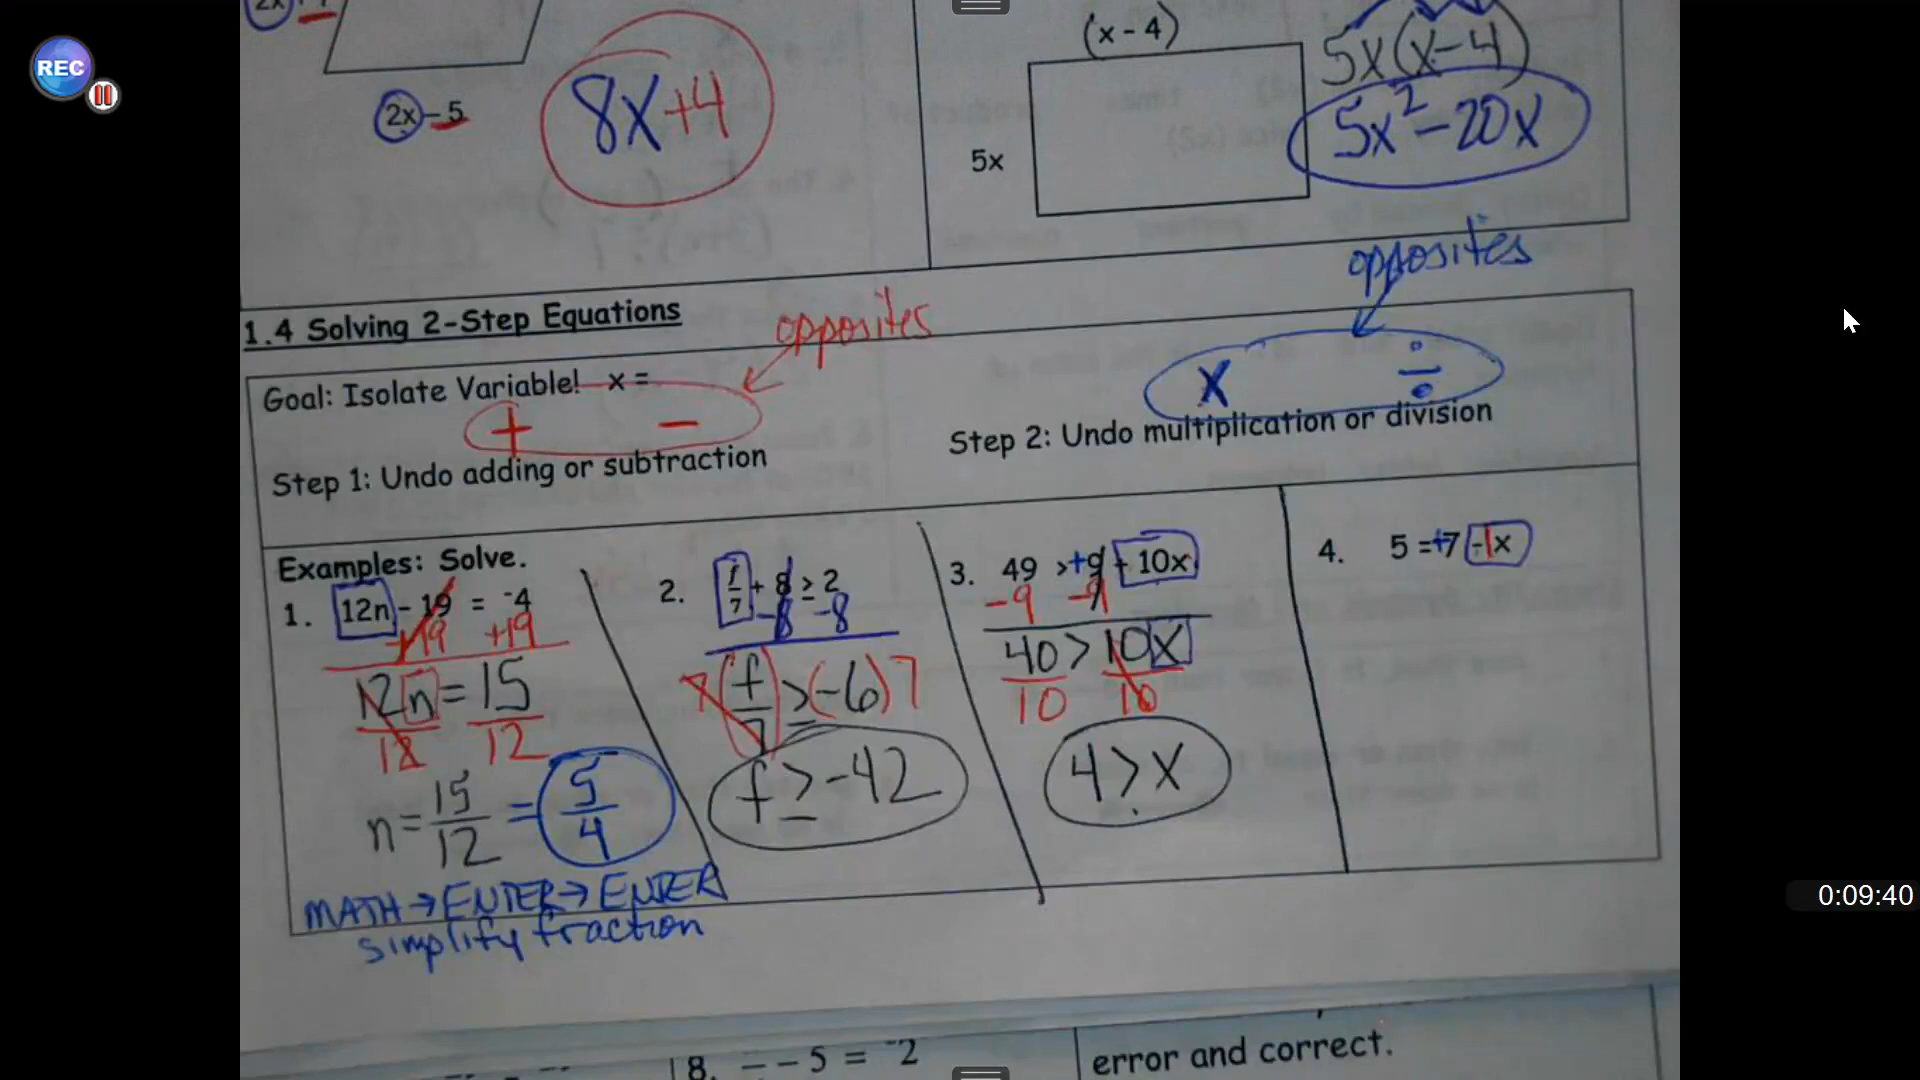 REC
(x - 4)
5x(x-4)
2x - 5
8x+4
5x² - 20x
5x
opposites
1.4 Solving 2-Step Equations
opposites
Goal: Isolate Variable! x =
+ -
x ÷
Step 1: Undo adding or subtraction
Step 2: Undo multiplication or division
Examples: Solve.
1. 12n - 19 = -4
+19 +19
12n = 15
12 12
n = 15/12 = 5/4
MATH → ENTER → ENTER
simplify fraction
2. f/7 + 8 ≥ 2
-8 -8
7(f/7) ≥ (-6)7
f ≥ -42
3. 49 > +9 + 10x
-9 -9
40 > 10x
10 10
4 > x
4. 5 = +7 - 1x
0:09:40
8. - 5 = -2
error and correct.